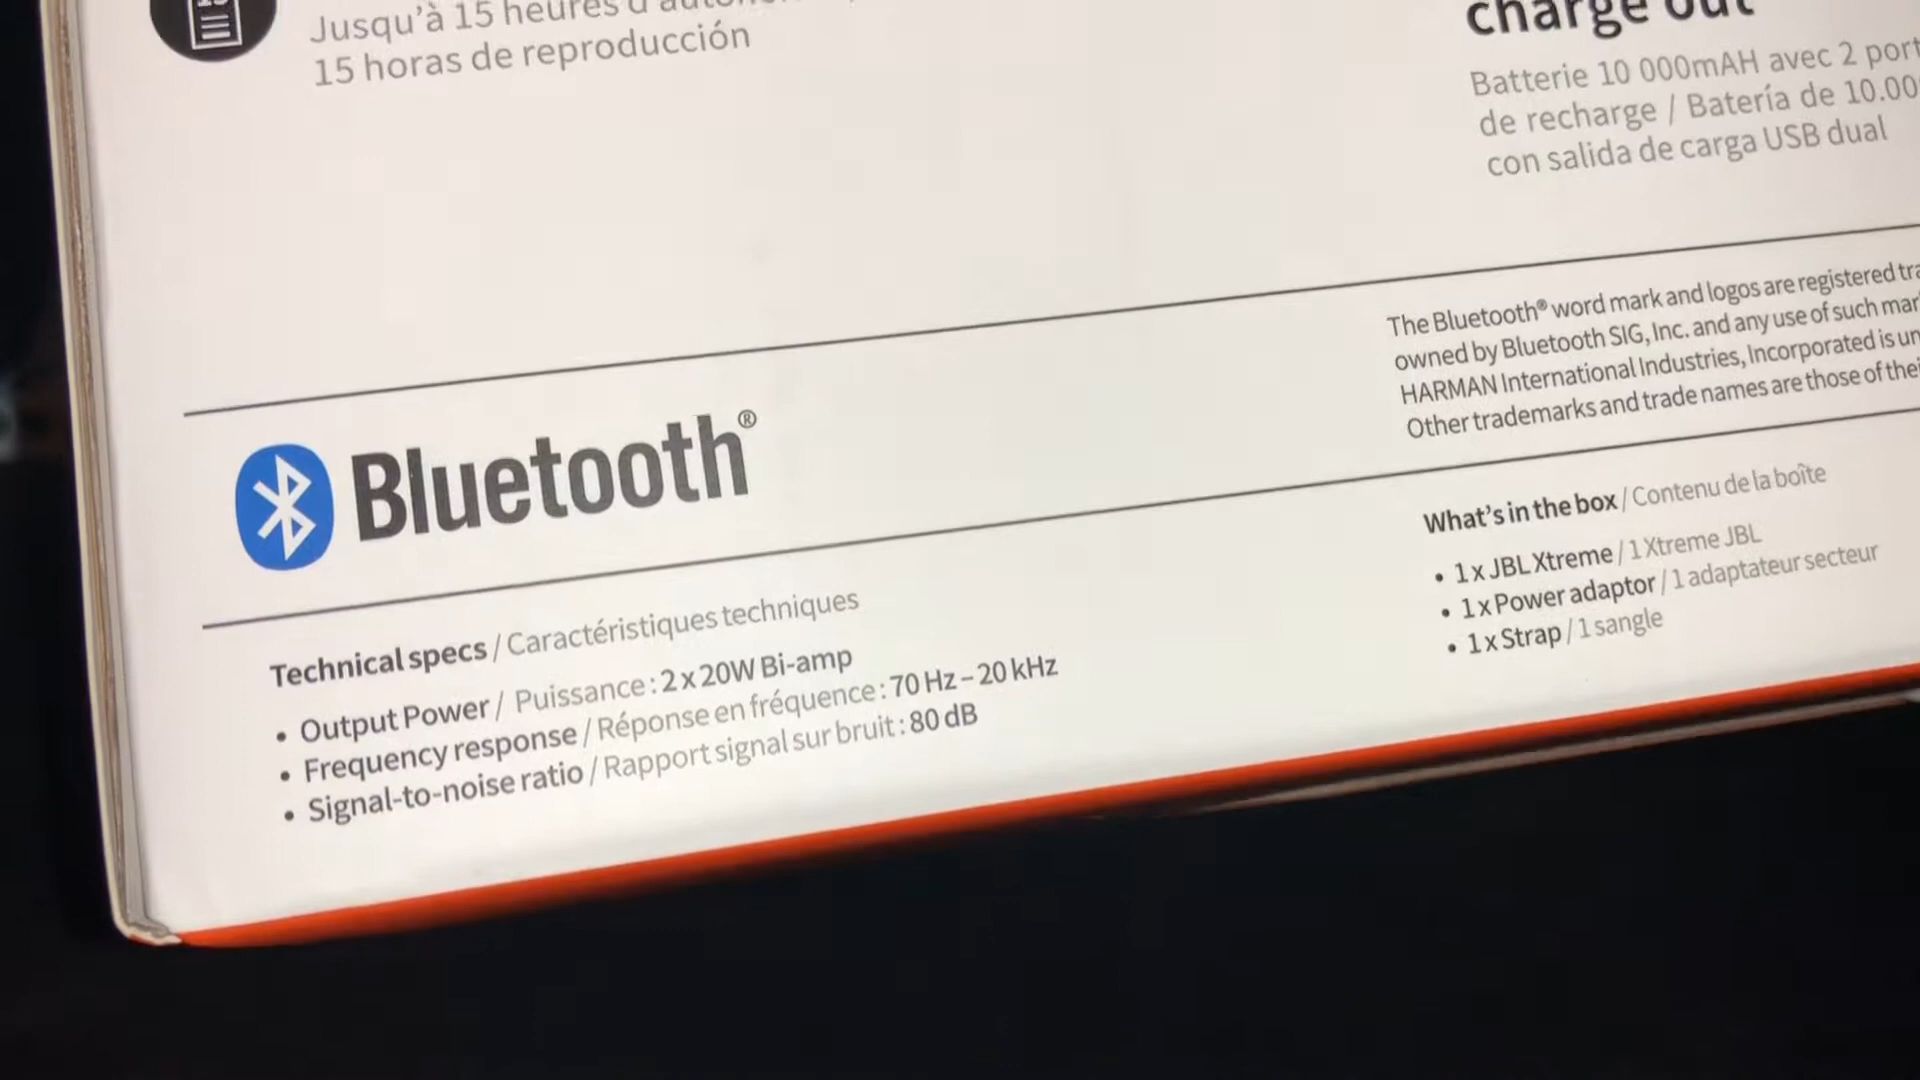 Jusqu'à 15 heures d'
15 horas de reproducción
charge out
Batterie 10 000mAH avec 2
de recharge / Batería de
con salida de carga USB dual
The Bluetooth® word mark and logos are registered
owned by Bluetooth SIG, Inc. and any use of such
HARMAN International Industries, Incorporated is
Other trademarks and trade names are those of
Bluetooth®
What's in the box / Contenu de la boîte
• 1 x JBL Xtreme / 1 Xtreme JBL
• 1 x Power adaptor / 1 adaptateur secteur
• 1 x Strap / 1 sangle
Technical specs / Caractéristiques techniques
• Output Power / Puissance : 2 x 20W Bi-amp
• Frequency response / Réponse en fréquence : 70 Hz – 20 kHz
• Signal-to-noise ratio / Rapport signal sur bruit : 80 dB